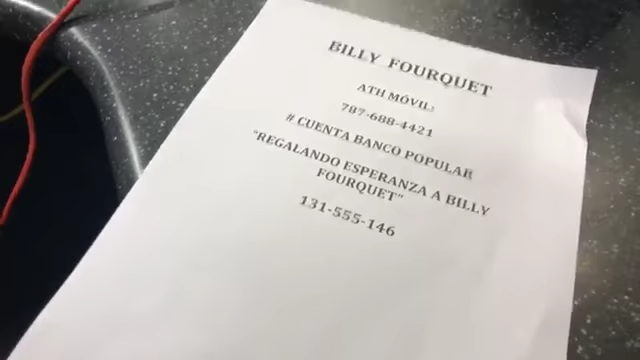 BILLY FOURQUET
ATH MÓVIL:
787-688-4421
# CUENTA BANCO POPULAR
"REGALANDO ESPERANZA A BILLY
FOURQUET"
131-555-146